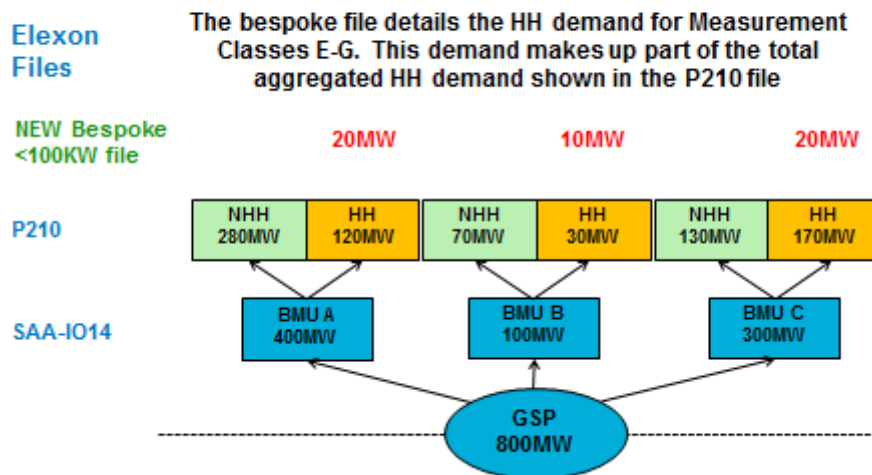 Elexon
Files
The bespoke file details the HH demand for Measurement
Classes E-G. This demand makes up part of the total
aggregated HH demand shown in the P210 file
NEW Bespoke
<100KW file
20MW
10MW
20MW
P210
NHH
280MW
HH
120MW
NHH
70MW
HH
30MW
NHH
130MW
HH
170MW
SAA-IO14
BMU A
400MW
BMU B
100MW
BMU C
300MW
GSP
800MW